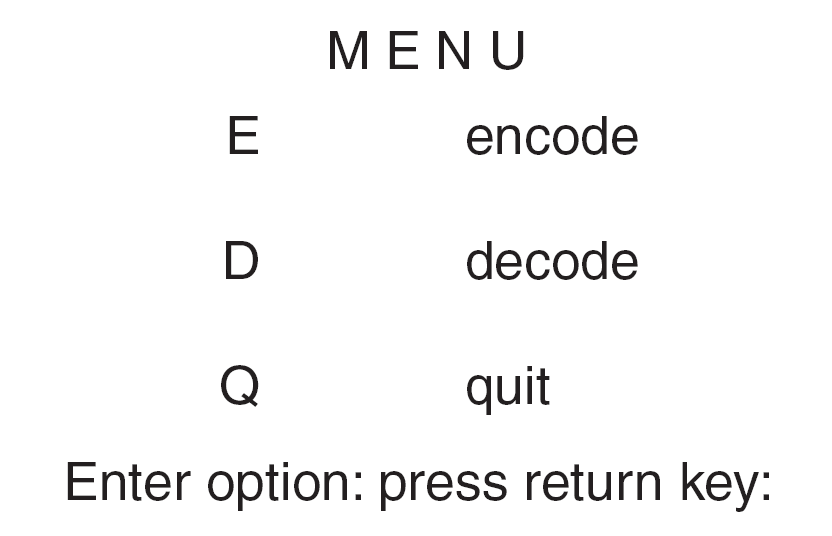 M E N U
E encode
D decode
Q quit
Enter option: press return key: